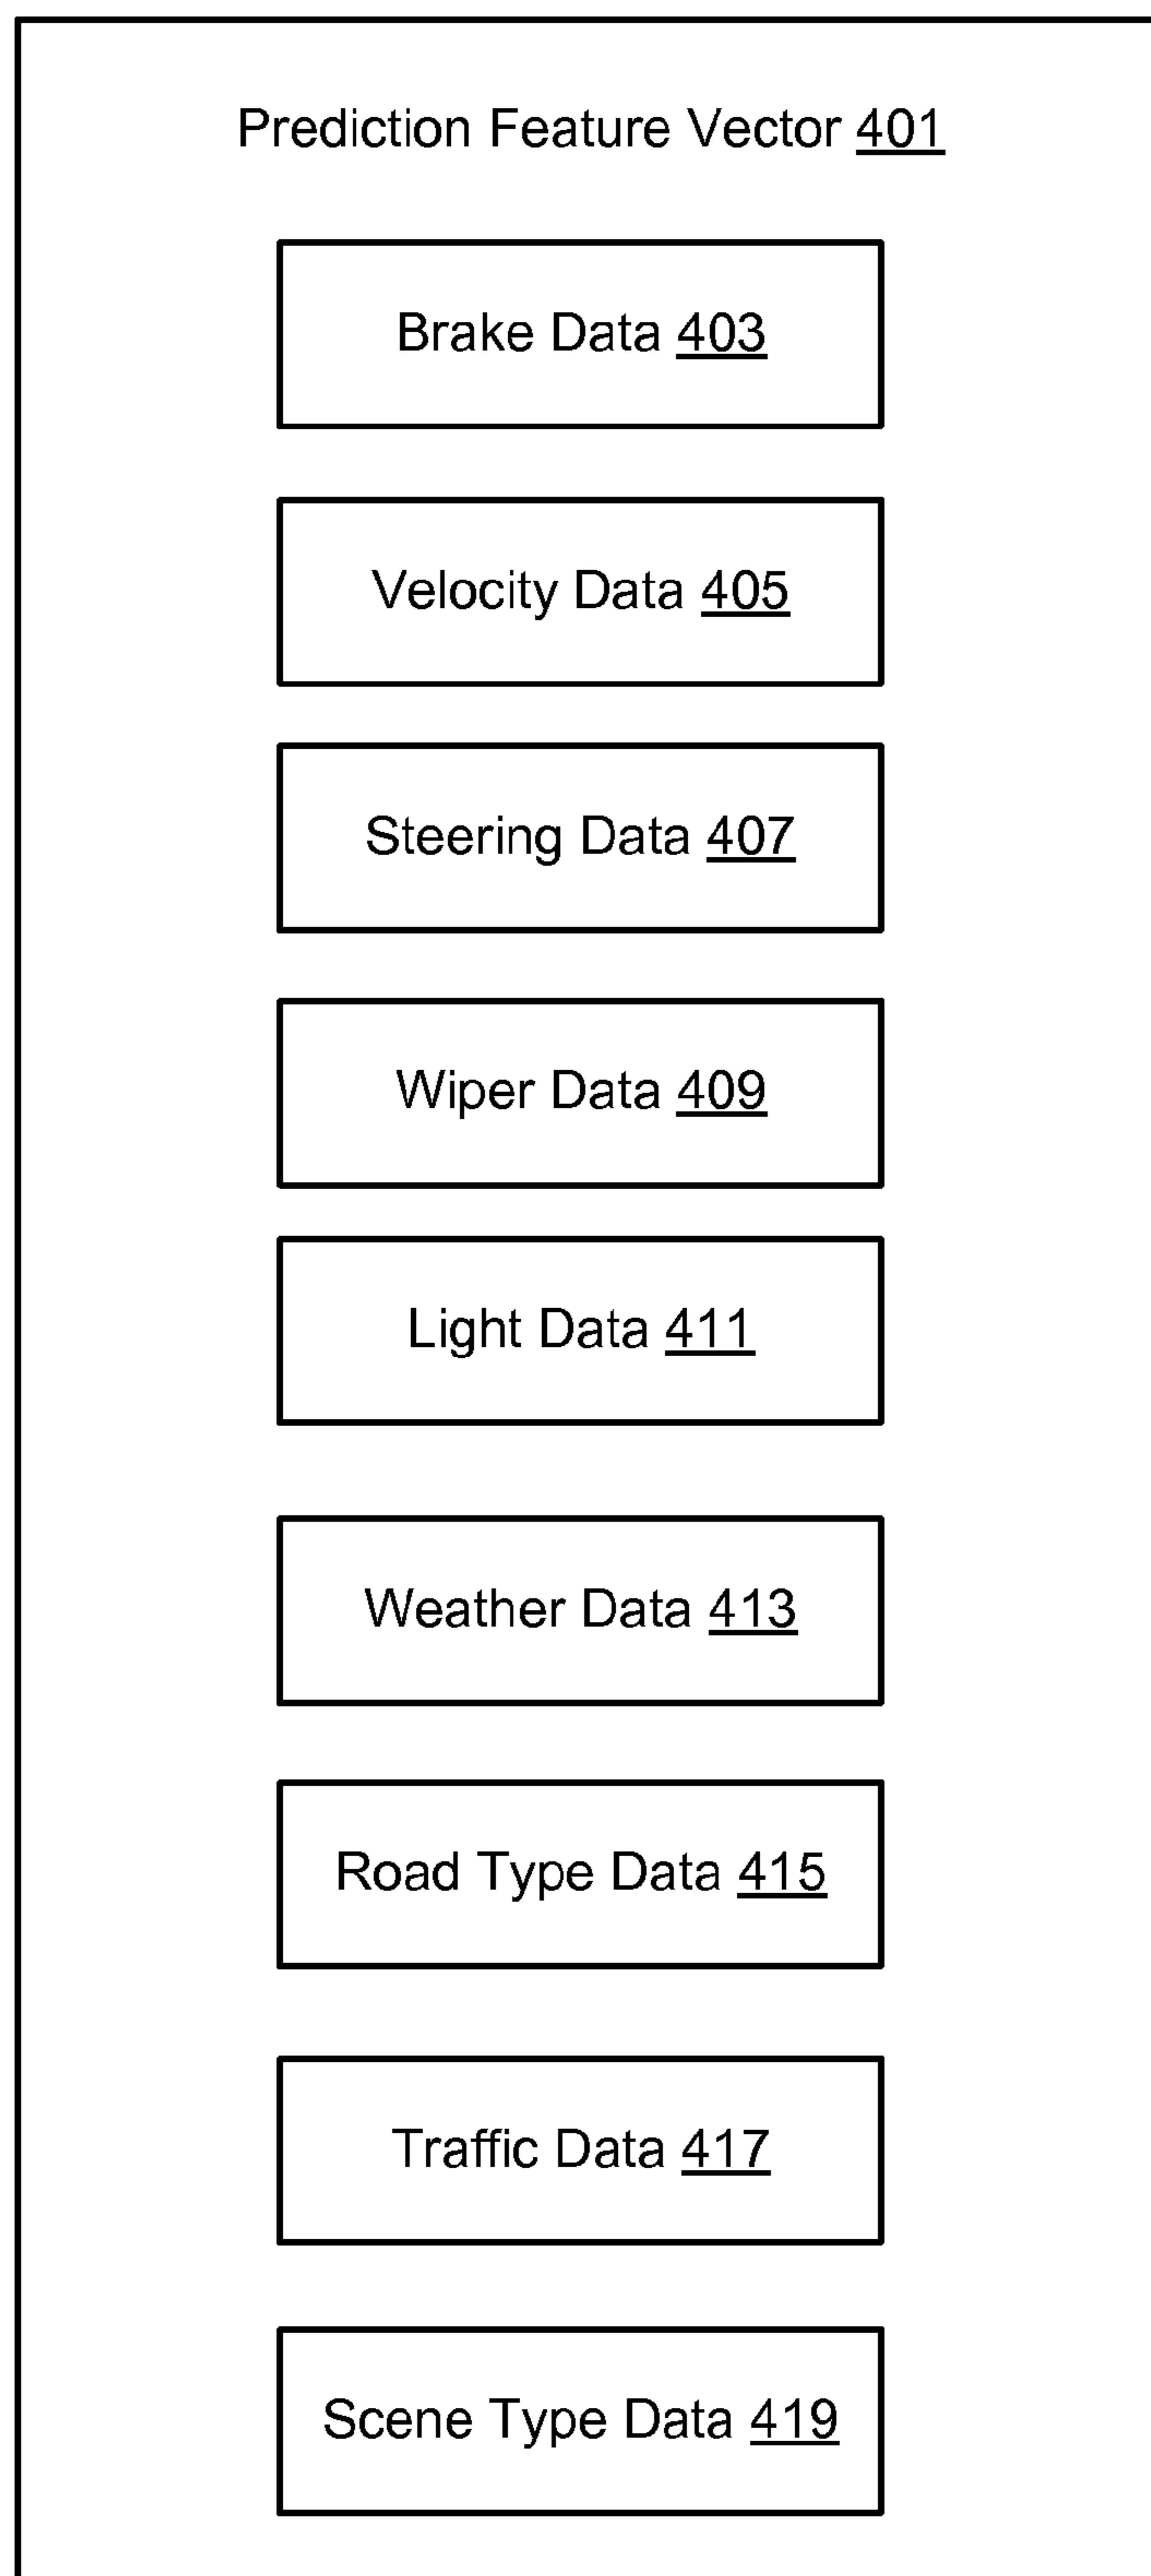 Prediction Feature Vector 401
Brake Data 403
Velocity Data 405
Steering Data 407
Wiper Data 409
Light Data 411
Weather Data 413
Road Type Data 415
Traffic Data 417
Scene Type Data 419